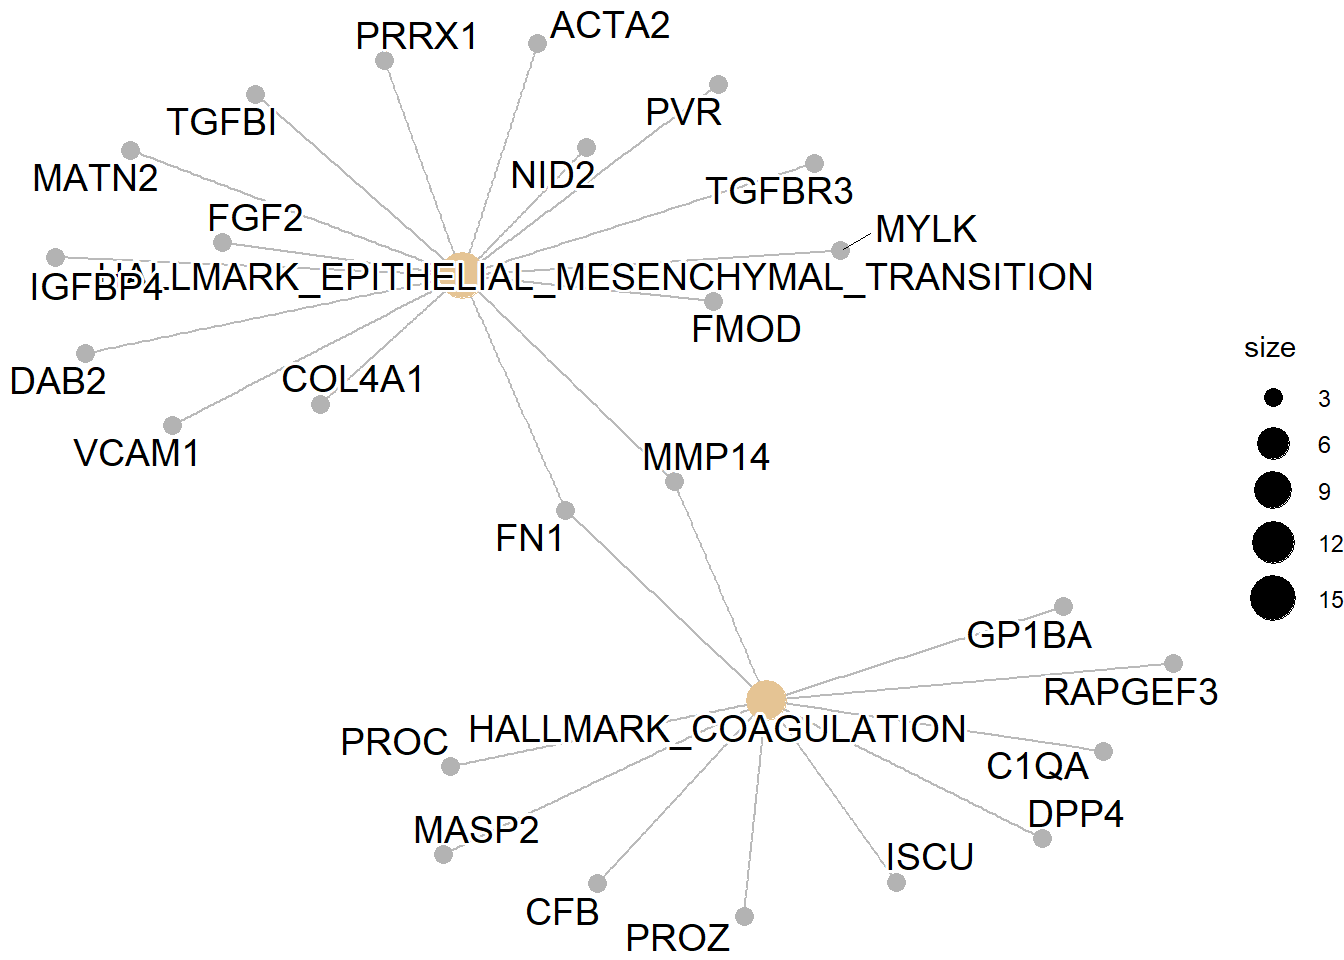 ACTA2
PRRX1
PVR
TGFBI
NID2
MATN2
TGFBR3
FGF2
MYLK
HALLMARK_EPITHELIAL_MESENCHYMAL_TRANSITION
IGFBP4
FMOD
DAB2
COL4A1
VCAM1
MMP14
FN1
size
3
6
9
12
15
GP1BA
RAPGEF3
HALLMARK_COAGULATION
PROC
C1QA
DPP4
MASP2
ISCU
CFB
PROZ